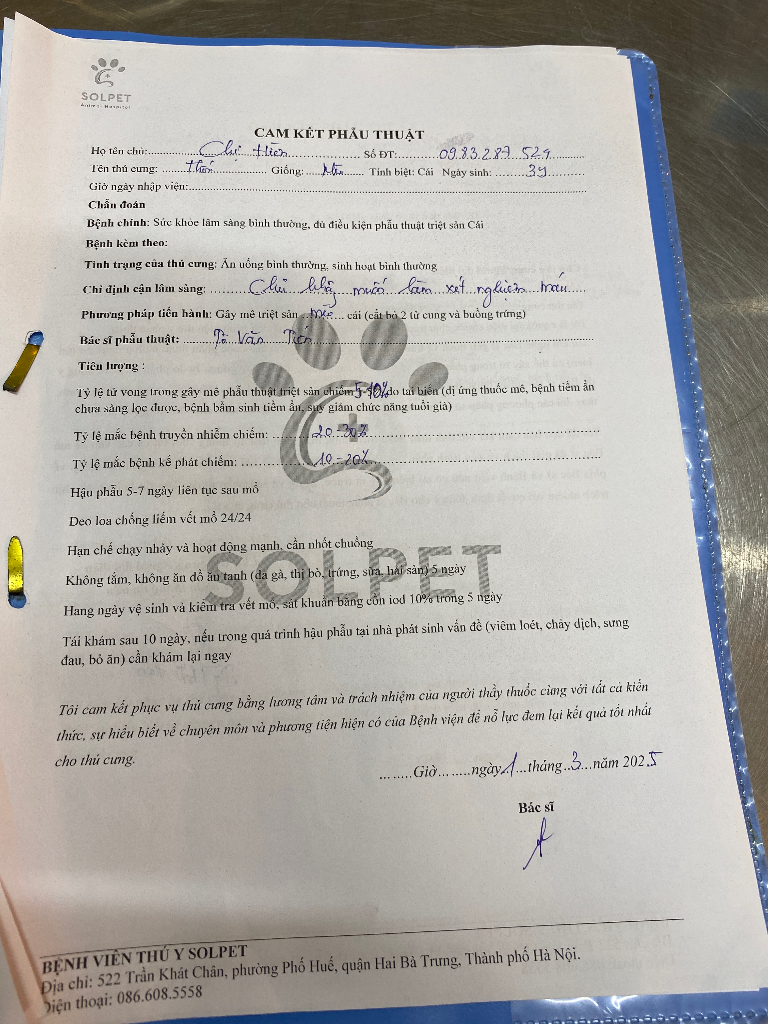 SOLPET
Animal Hospital
CAM KẾT PHẪU THUẬT
Họ tên chủ: Chị Hiền Số ĐT: 0983.287 524
Tên thú cưng: Giống: Mèo Tính biệt: Cái Ngày sinh: 3y
Giờ ngày nhập viện:
Chẩn đoán
Bệnh chính: Sức khỏe lâm sàng bình thường, đủ điều kiện phẫu thuật triệt sản Cái
Bệnh kèm theo:
Tình trạng của thú cưng: Ăn uống bình thường, sinh hoạt bình thường
Chỉ định cận lâm sàng: Chủ không muốn làm xét nghiệm máu
Phương pháp tiến hành: Gây mê triệt sản mèo cái (cắt bỏ 2 tử cung và buồng trứng)
Bác sĩ phẫu thuật: Tô Văn Tiến
Tiên lượng :
Tỷ lệ tử vong trong gây mê phẫu thuật triệt sản chiếm 5-10% do tai biến (dị ứng thuốc mê, bệnh tiềm ẩn
chưa sàng lọc được, bệnh bẩm sinh tiềm ẩn, suy giảm chức năng tuổi già)
Tỷ lệ mắc bệnh truyền nhiễm chiếm: 20-30%
Tỷ lệ mắc bệnh kế phát chiếm: 10-20%
Hậu phẫu 5-7 ngày liên tục sau mổ
Đeo loa chống liếm vết mổ 24/24
Hạn chế chạy nhảy và hoạt động mạnh, cần nhốt chuồng
Không tắm, không ăn đồ ăn tanh (da gà, thị bò, trứng, sữa, hải sản) 5 ngày
Hang ngày vệ sinh và kiểm tra vết mổ, sát khuẩn bằng cồn iod 10% trong 5 ngày
Tái khám sau 10 ngày, nếu trong quá trình hậu phẫu tại nhà phát sinh vấn đề (viêm loét, chảy dịch, sưng
đau, bỏ ăn) cần khám lại ngay
SOLPET
Tôi cam kết phục vụ thú cưng bằng lương tâm và trách nhiệm của người thầy thuốc cùng với tất cả kiến
thức, sự hiểu biết về chuyên môn và phương tiện hiện có của Bệnh viện để nỗ lực đem lại kết quả tốt nhất
cho thú cưng.
........Giờ........ngày 1 ...tháng..3...năm 2025
Bác sĩ
BỆNH VIÊN THÚ Y SOLPET
Địa chỉ: 522 Trần Khát Chân, phường Phố Huế, quận Hai Bà Trưng, Thành phố Hà Nội.
Điện thoại: 086.608.5558